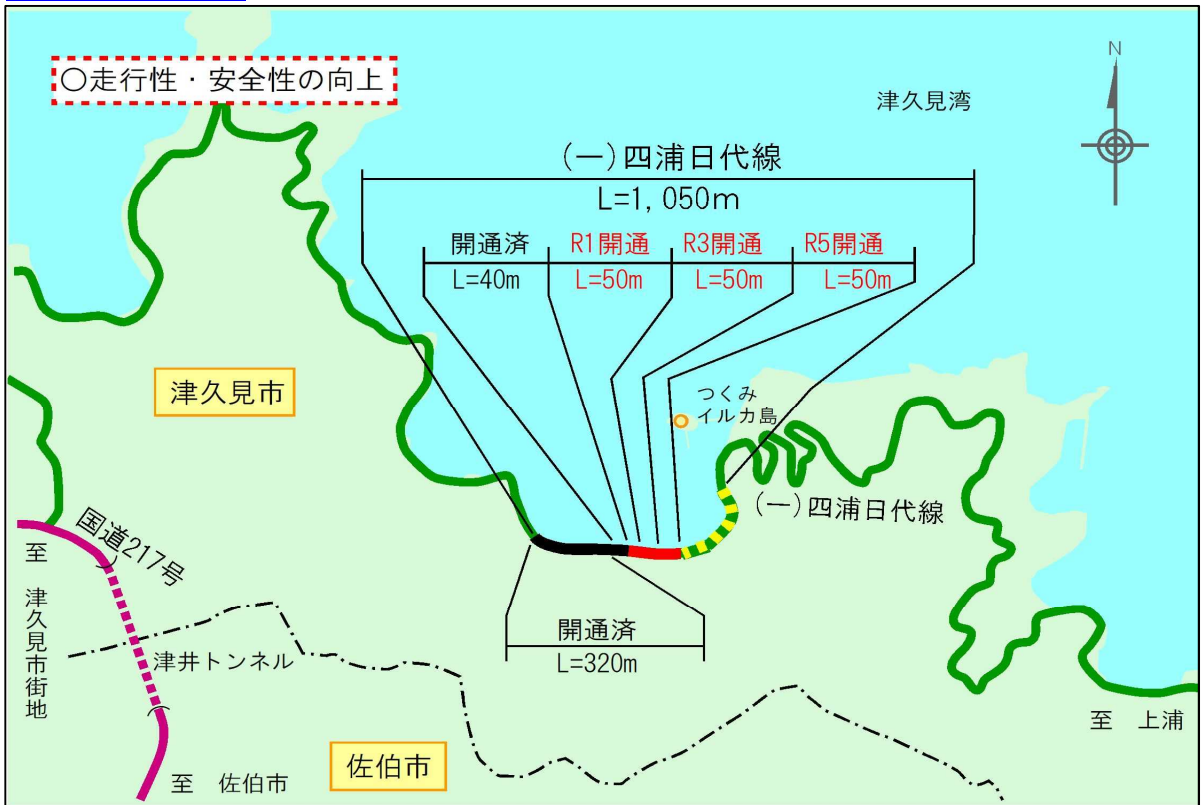 〇走行性・安全性の向上
N
津久見湾
(一)四浦日代線
L=1,050m
開通済 R1開通 R3開通 R5開通
L=40m L=50m L=50m L=50m
つくみ
イルカ島
津久見市
(一)四浦日代線
国道217号
至 津久見市街地
開通済
L=320m
津井トンネル
至 上浦
佐伯市
至 佐伯市